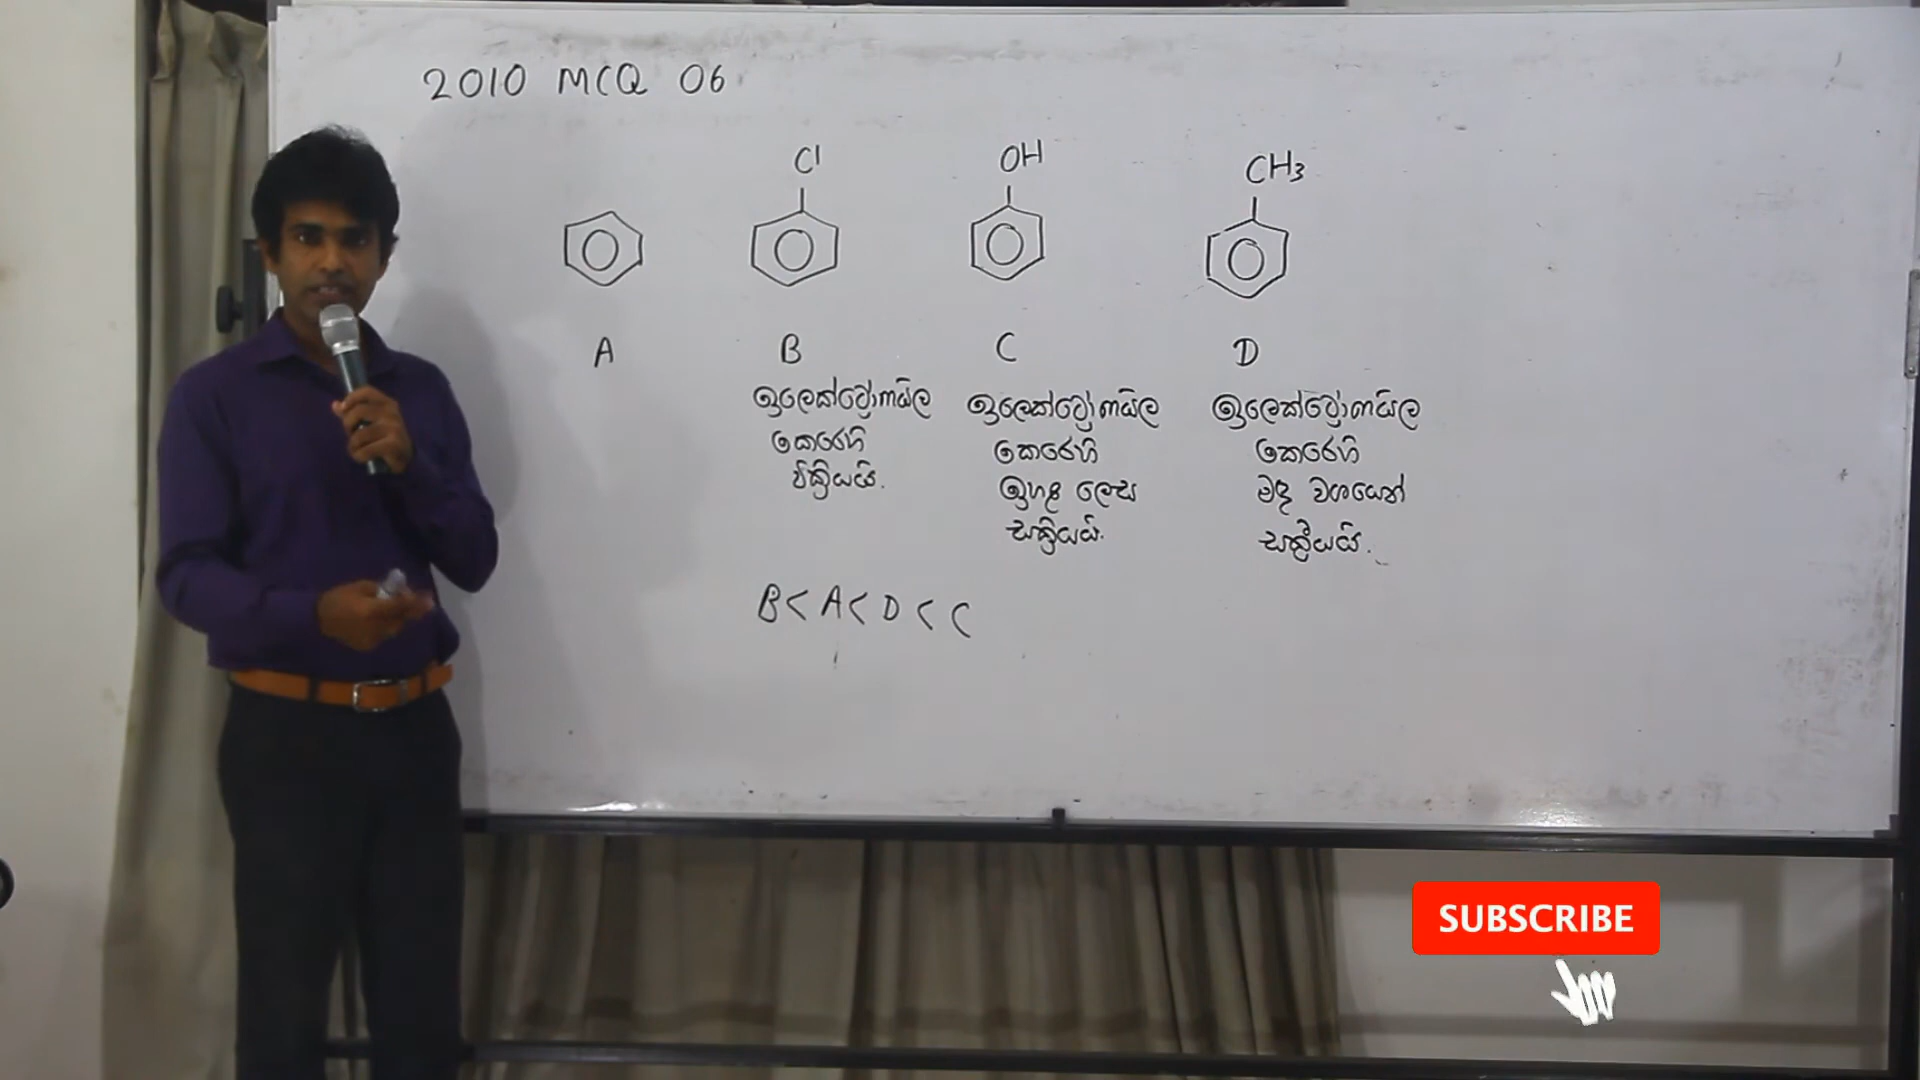 2010 MCQ 06
Cl
OH
CH3
A
B
C
D
ඉලෙක්ට්‍රොෆයිල
කෙරෙහි
වික්‍රියයි.
ඉලෙක්ට්‍රොෆයිල
කෙරෙහි
ඉහළ ලෙස
සක්‍රියයි.
ඉලෙක්ට්‍රොෆයිල
කෙරෙහි
මඳ වශයෙන්
සක්‍රියයි.
B < A < D < C
SUBSCRIBE